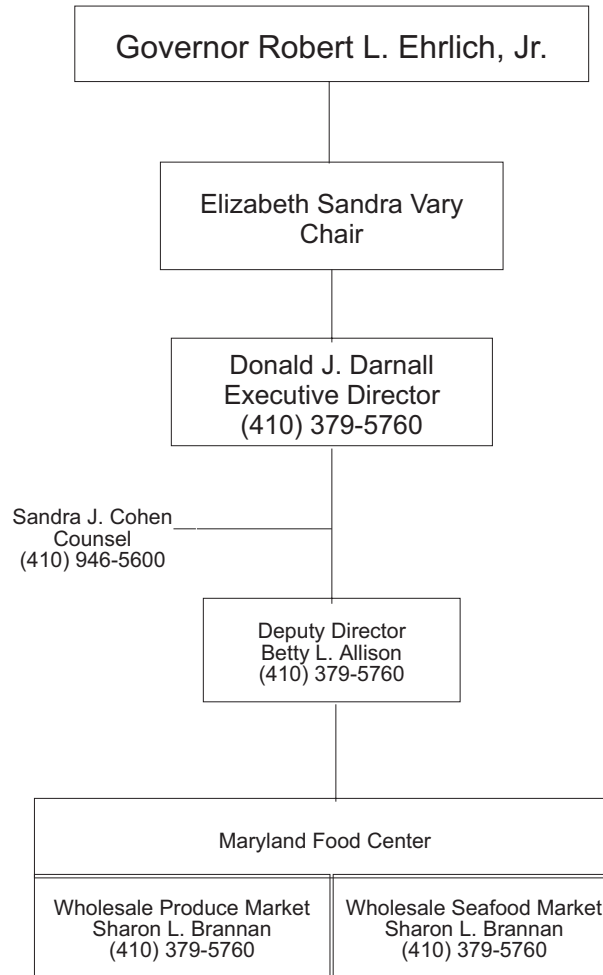 Governor Robert L. Ehrlich, Jr.
Elizabeth Sandra Vary
Chair
Donald J. Darnall
Executive Director
(410) 379-5760
Sandra J. Cohen
Counsel
(410) 946-5600
Deputy Director
Betty L. Allison
(410) 379-5760
Maryland Food Center
Wholesale Produce Market
Sharon L. Brannan
(410) 379-5760
Wholesale Seafood Market
Sharon L. Brannan
(410) 379-5760